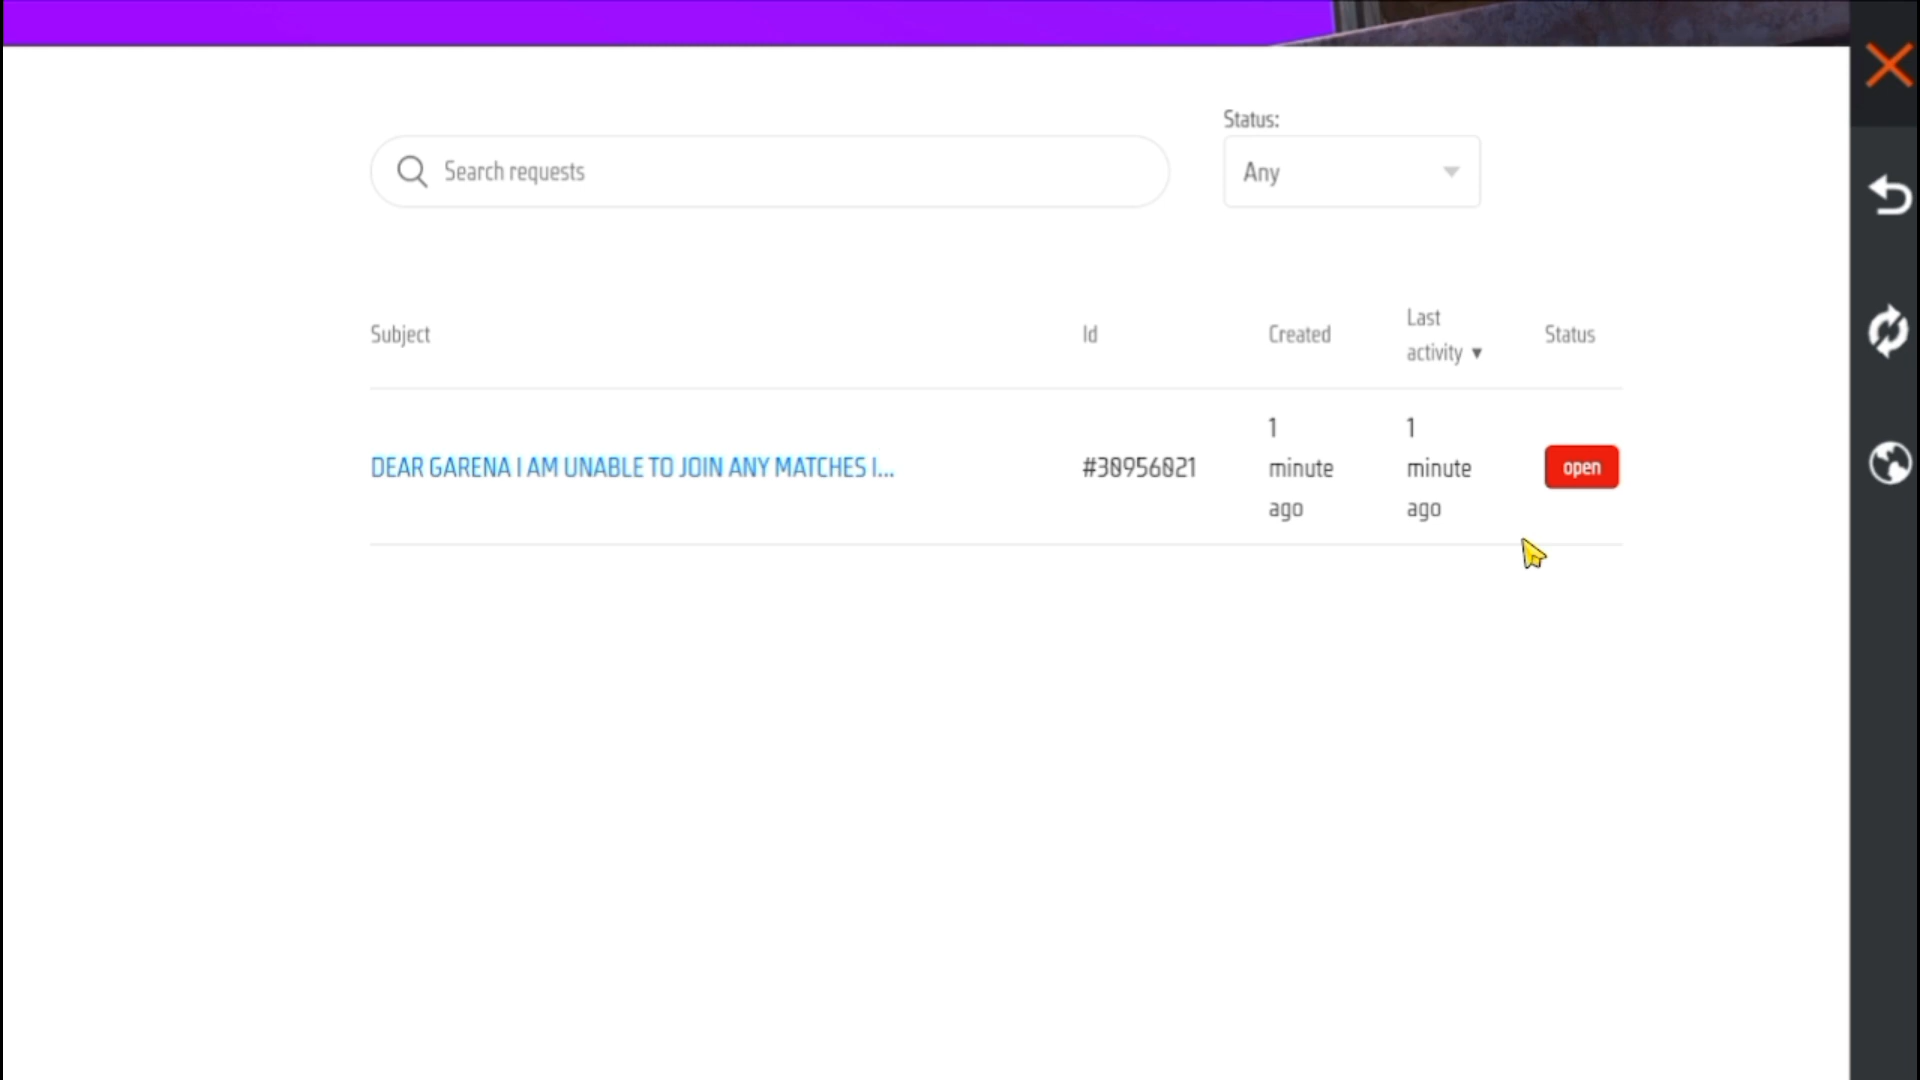 Status:
Search requests
Any
Subject
Id
Created
Last
activity ▼
Status
DEAR GARENA I AM UNABLE TO JOIN ANY MATCHES I...
#30956021
1
minute
ago
1
minute
ago
open